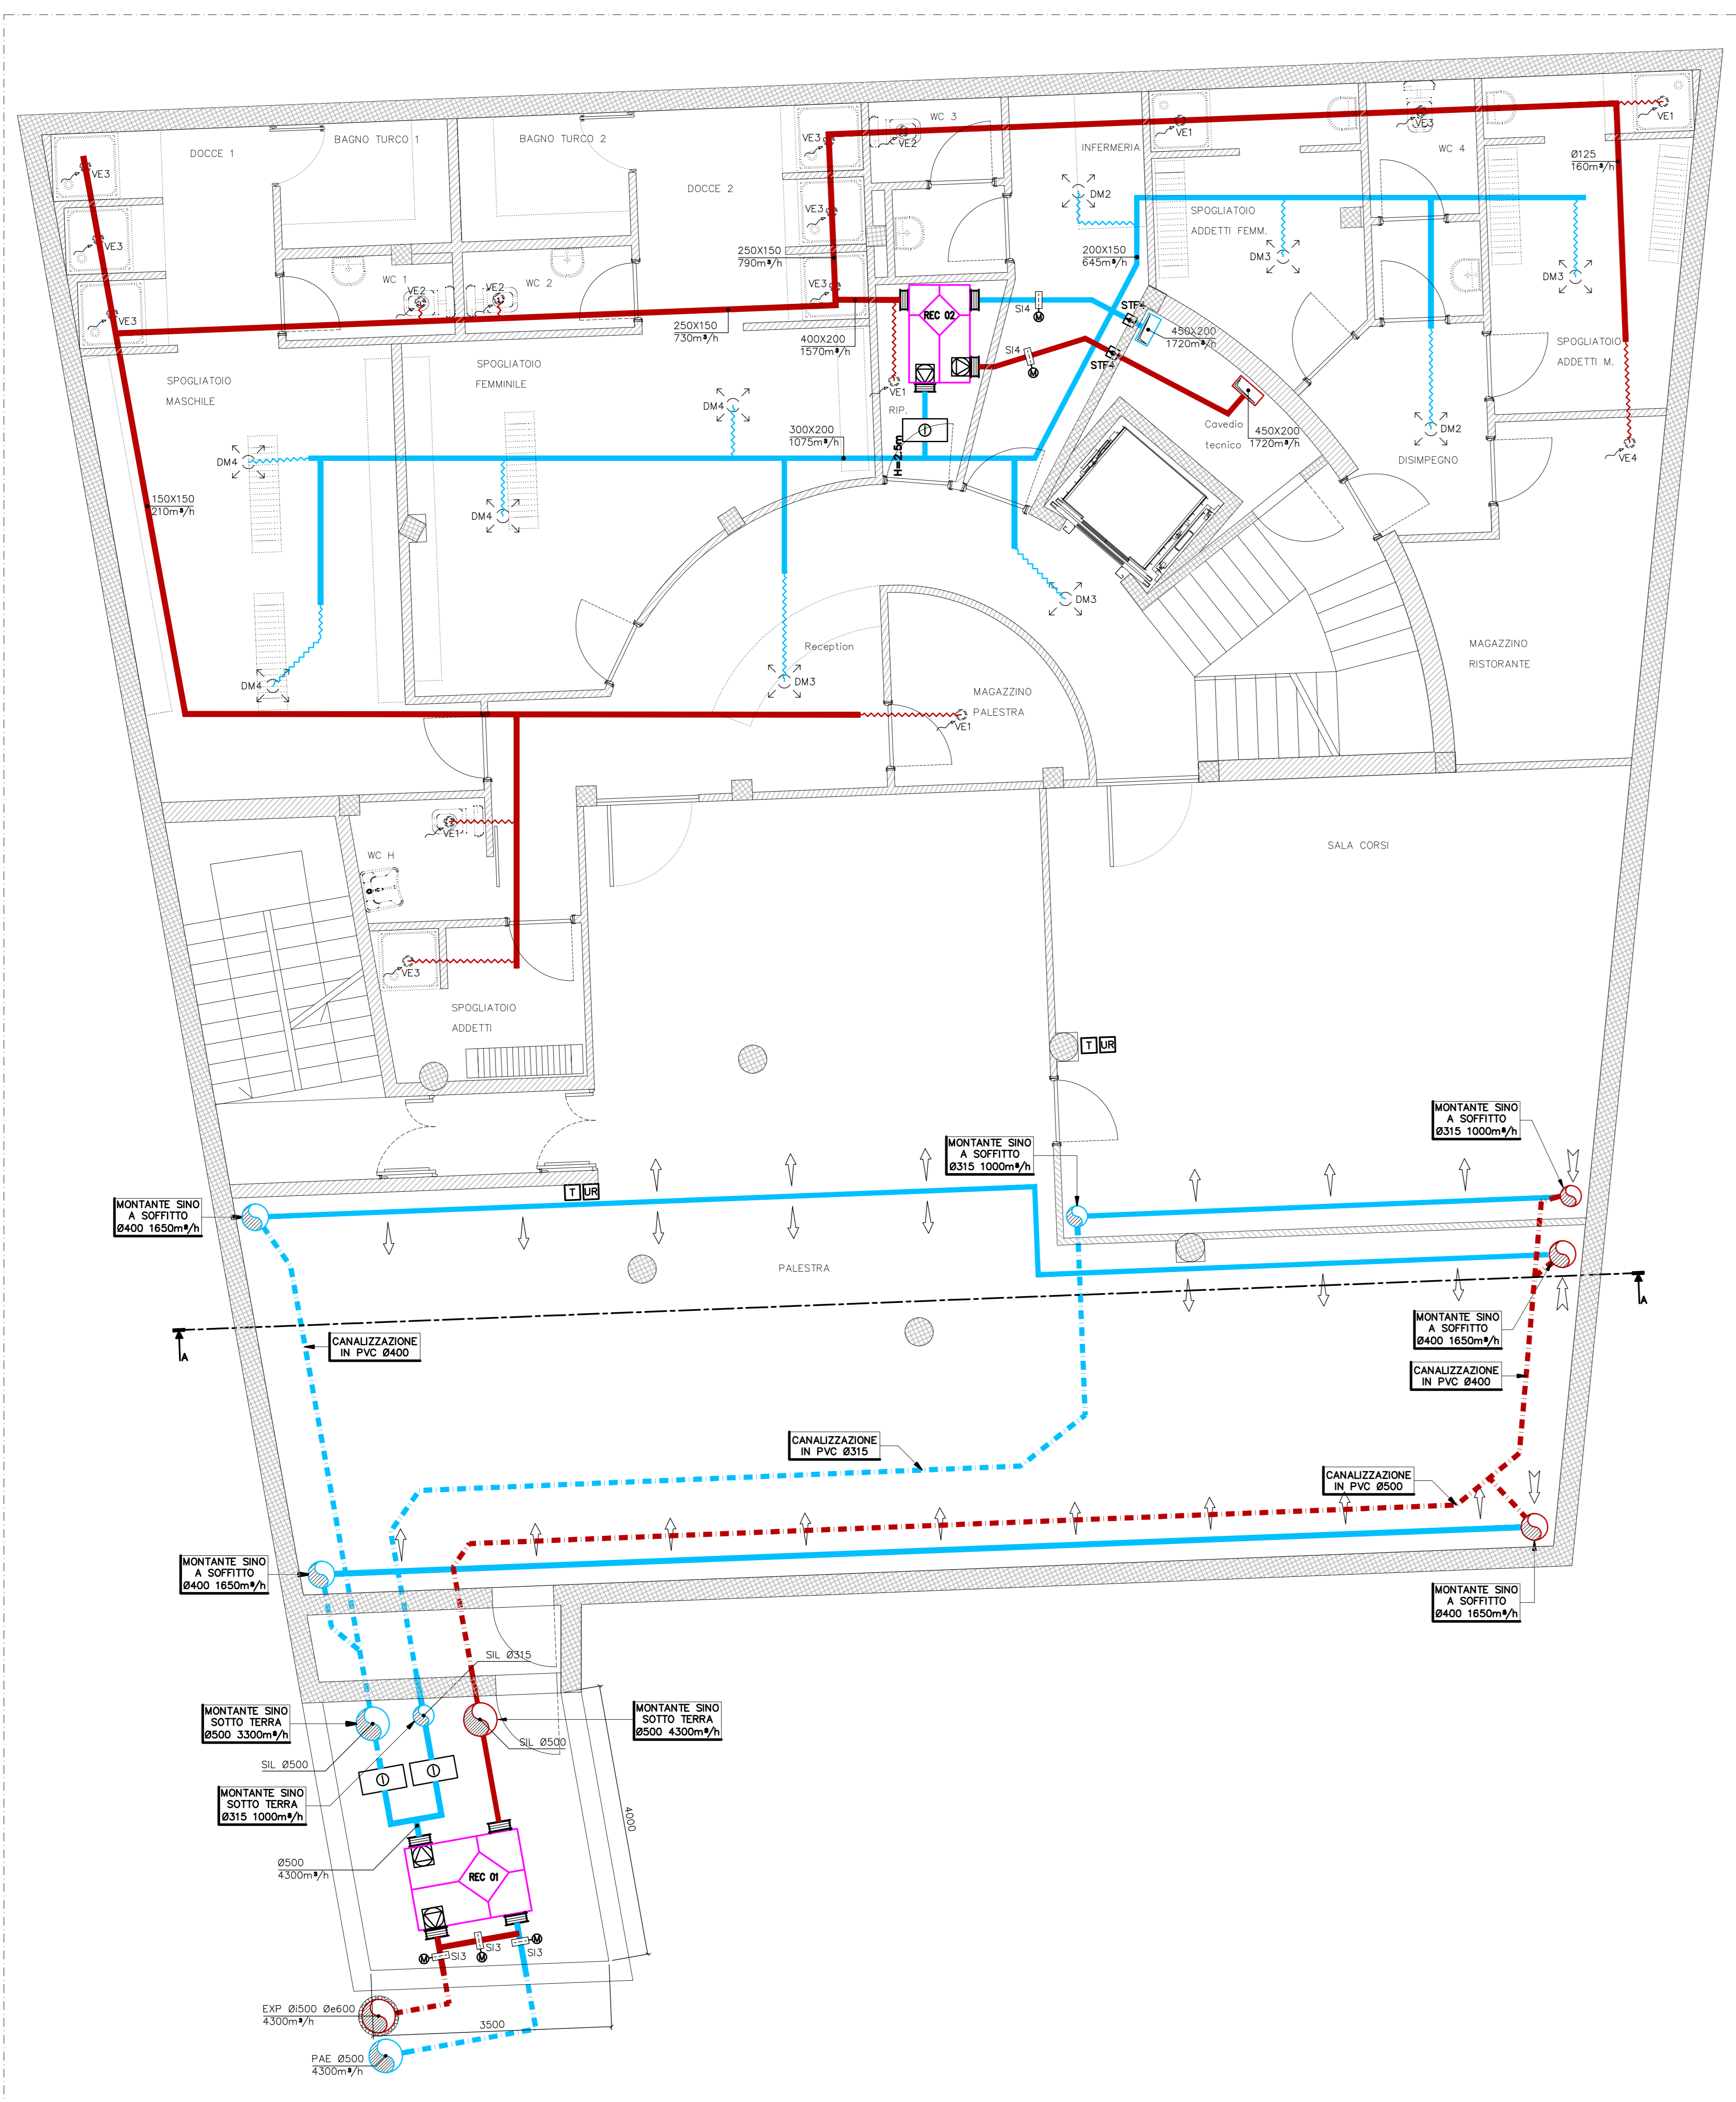 DOCCE 1
BAGNO TURCO 1
BAGNO TURCO 2
DOCCE 2
WC 3
INFERMERIA
WC 4
VE3
VE3
VE3
VE3
VE3
VE3
VE2
VE1
VE3
VE1
Ø125
160m³/h
DM2
SPOGLIATOIO
ADDETTI FEMM.
DM3
DM3
250X150
790m³/h
200X150
645m³/h
WC 1
VE2
VE2
WC 2
REC 02
SI4
M
STF4
450X200
1720m³/h
250X150
730m³/h
400X200
1570m³/h
SI4
M
STF4
SPOGLIATOIO
ADDETTI M.
SPOGLIATOIO
MASCHILE
SPOGLIATOIO
FEMMINILE
VE1
RIP.
H=2.5m
DM4
DM4
DM4
DM4
300X200
1075m³/h
Cavedio
tecnico
450X200
1720m³/h
DM2
DISIMPEGNO
VE4
150X150
210m³/h
DM3
Reception
DM3
MAGAZZINO
RISTORANTE
MAGAZZINO
PALESTRA
VE1
VE1
WC H
VE3
SPOGLIATOIO
ADDETTI
SALA CORSI
T UR
MONTANTE SINO
A SOFFITTO
Ø315 1000m³/h
MONTANTE SINO
A SOFFITTO
Ø315 1000m³/h
T UR
MONTANTE SINO
A SOFFITTO
Ø400 1650m³/h
PALESTRA
A
A
MONTANTE SINO
A SOFFITTO
Ø400 1650m³/h
CANALIZZAZIONE
IN PVC Ø400
CANALIZZAZIONE
IN PVC Ø400
CANALIZZAZIONE
IN PVC Ø315
CANALIZZAZIONE
IN PVC Ø500
MONTANTE SINO
A SOFFITTO
Ø400 1650m³/h
MONTANTE SINO
A SOFFITTO
Ø400 1650m³/h
SIL Ø315
MONTANTE SINO
SOTTO TERRA
Ø500 3300m³/h
MONTANTE SINO
SOTTO TERRA
Ø500 4300m³/h
SIL Ø500
SIL Ø500
MONTANTE SINO
SOTTO TERRA
Ø315 1000m³/h
4000
Ø500
4300m³/h
REC 01
M
SI3
M
SI3
M
SI3
EXP Øi500 Øe600
4300m³/h
3500
PAE Ø500
4300m³/h